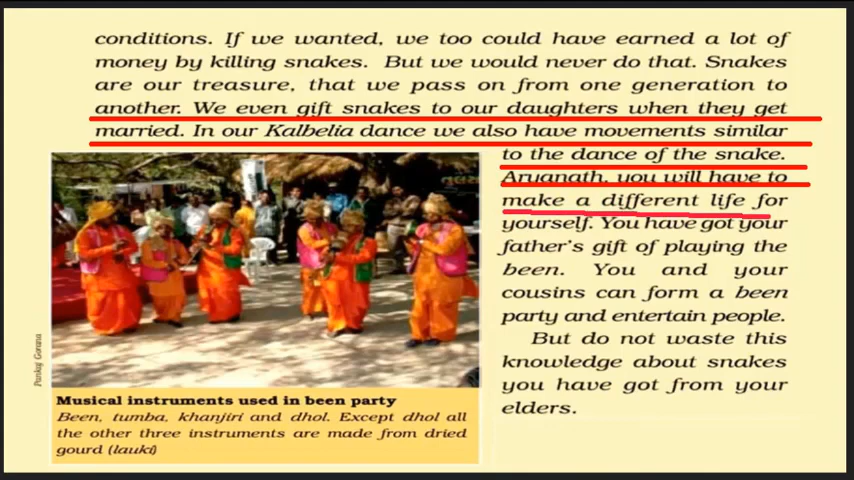 conditions. If we wanted, we too could have earned a lot of
money by killing snakes. But we would never do that. Snakes
are our treasure, that we pass on from one generation to
another. We even gift snakes to our daughters when they get
married. In our Kalbelia dance we also have movements similar
to the dance of the snake.
Aryanath, you will have to
make a different life for
yourself. You have got your
father's gift of playing the
been. You and your
cousins can form a been
party and entertain people.
But do not waste this
knowledge about snakes
you have got from your
elders.
Pankaj Gorana
Musical instruments used in been party
Been, tumba, khanjiri and dhol. Except dhol all
the other three instruments are made from dried
gourd (lauki)